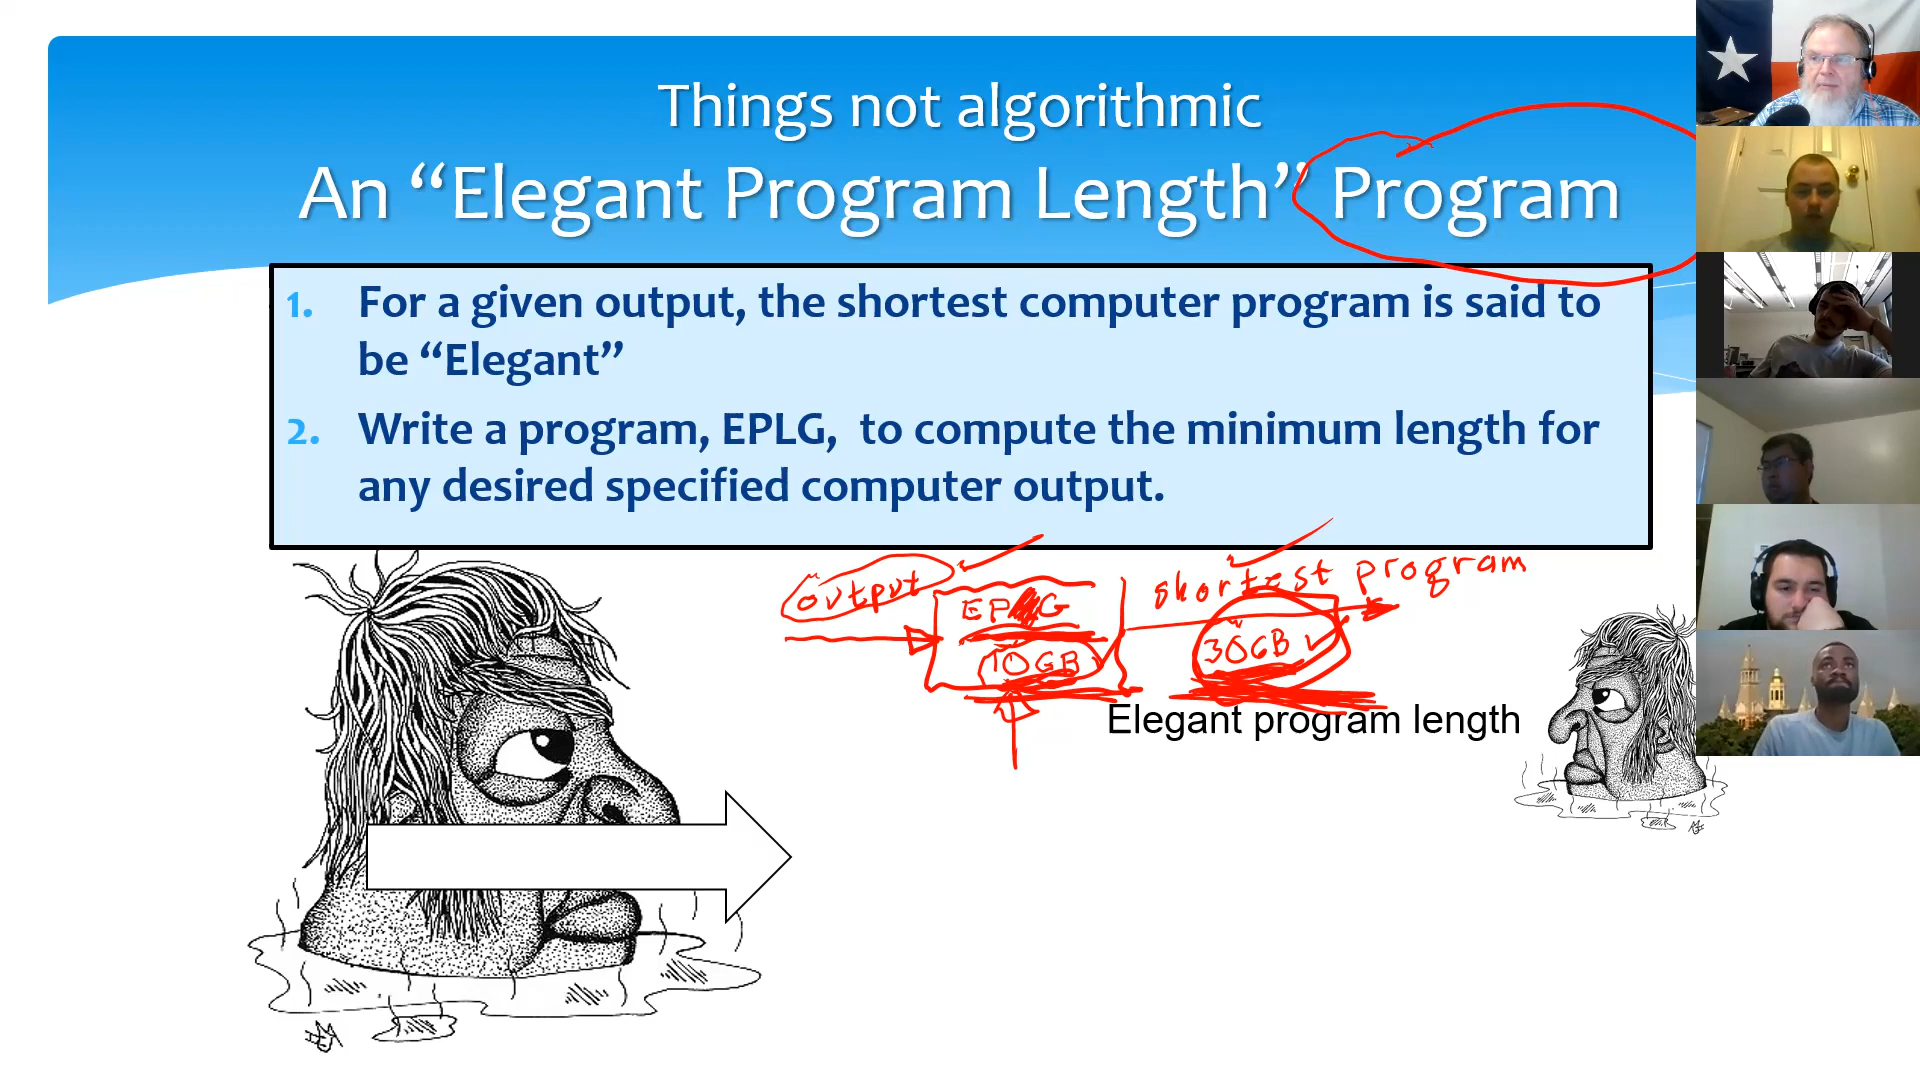 Things not algorithmic
An “Elegant Program Length” Program
1. For a given output, the shortest computer program is said to
be “Elegant”
2. Write a program, EPLG, to compute the minimum length for
any desired specified computer output.
output
shortest program
EP G
10GB
30GB
Elegant program length